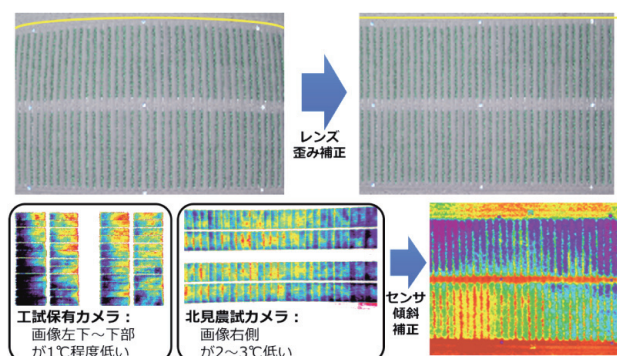 レンズ
歪み補正
工試保有カメラ：
画像左下～下部
が1℃程度低い
北見農試カメラ：
画像右側
が2～3℃低い
センサ
傾斜
補正